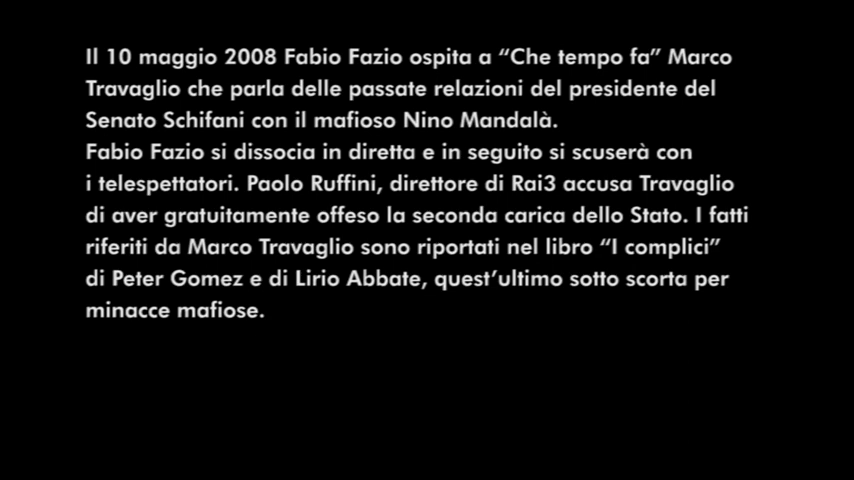 Il 10 maggio 2008 Fabio Fazio ospita a “Che tempo fa” Marco
Travaglio che parla delle passate relazioni del presidente del
Senato Schifani con il mafioso Nino Mandalà.
Fabio Fazio si dissocia in diretta e in seguito si scuserà con
i telespettatori. Paolo Ruffini, direttore di Rai3 accusa Travaglio
di aver gratuitamente offeso la seconda carica dello Stato. I fatti
riferiti da Marco Travaglio sono riportati nel libro “I complici”
di Peter Gomez e di Lirio Abbate, quest’ultimo sotto scorta per
minacce mafiose.